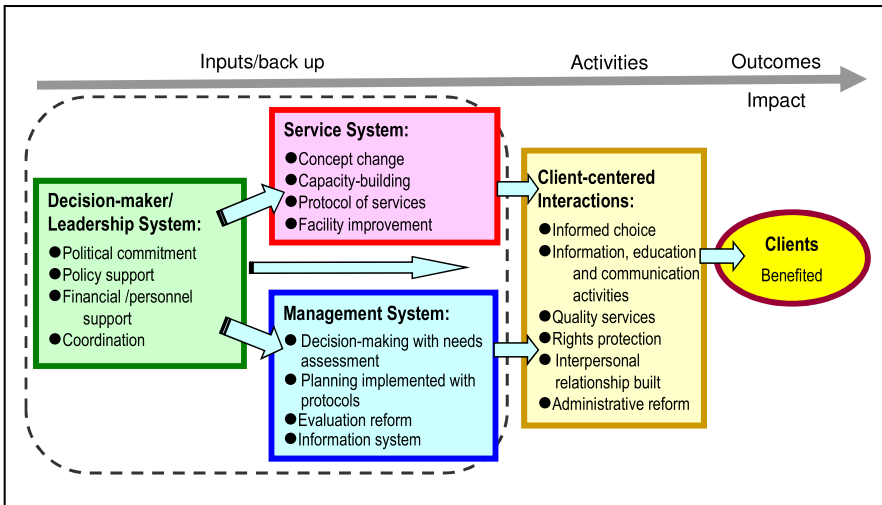 Inputs/back up
Activities
Outcomes
Impact
Decision-maker/
Leadership System:
●Political commitment
●Policy support
●Financial /personnel
support
●Coordination
Service System:
●Concept change
●Capacity-building
●Protocol of services
●Facility improvement
Management System:
● Decision-making with needs
assessment
● Planning implemented with
protocols
● Evaluation reform
● Information system
Client-centered
Interactions:
●Informed choice
●Information, education
and communication
activities
●Quality services
●Rights protection
● Interpersonal
relationship built
●Administrative reform
Clients
Benefited